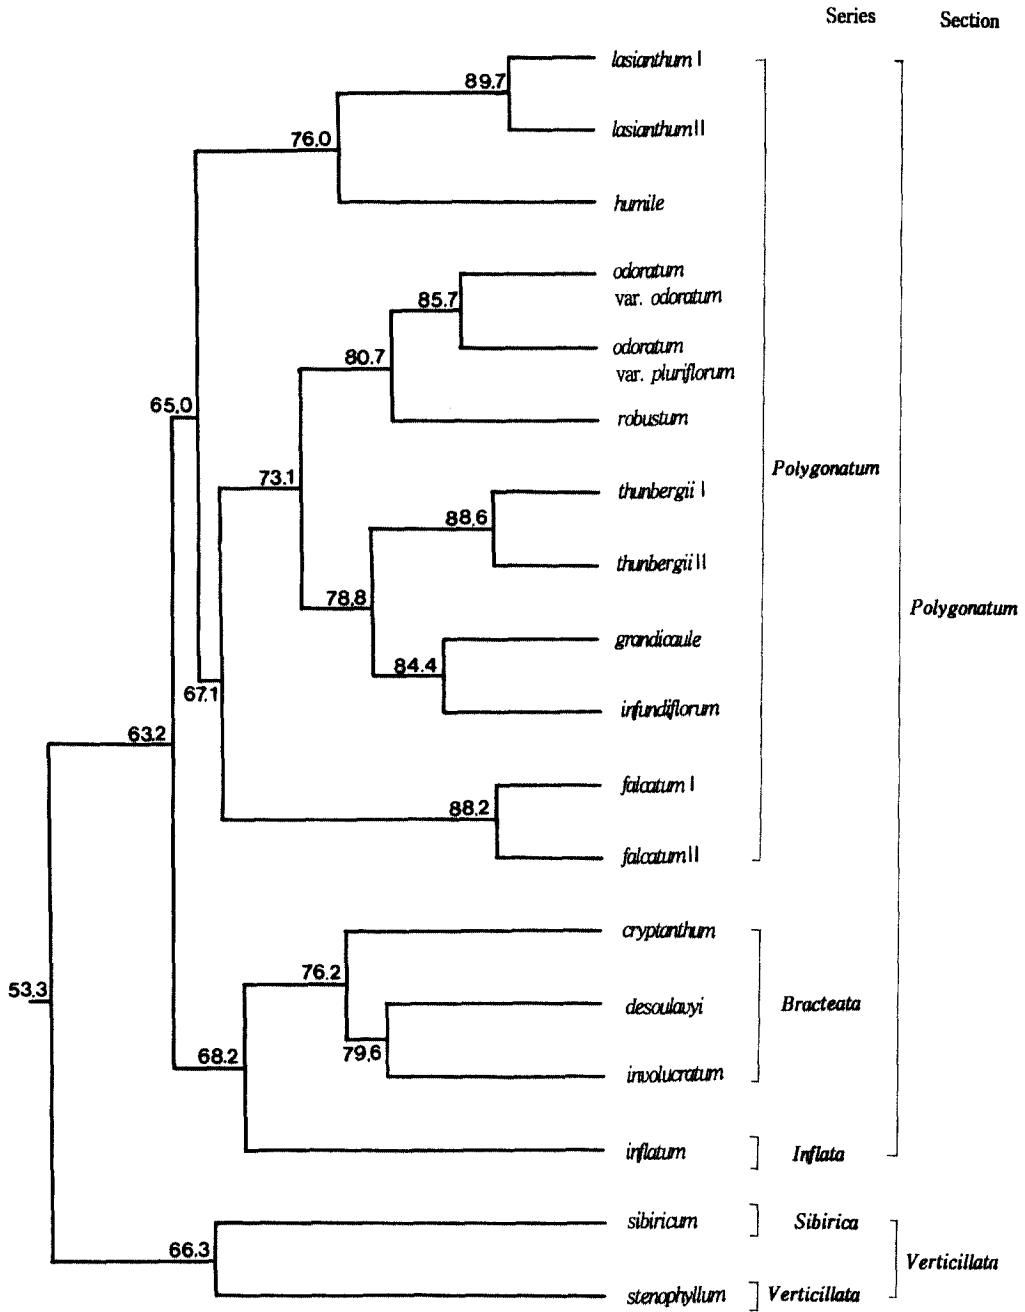 Series Section
lasianthum I
89.7
lasianthum II
76.0
humile
odoratum
var. odoratum
85.7
odoratum
var. pluriflorum
80.7
robustum
65.0
Polygonatum
73.1
thunbergii I
88.6
thunbergii II
78.8
Polygonatum
grandicaule
84.4
67.1
infundiflorum
63.2
falcatum I
88.2
falcatum II
cryptanthum
76.2
53.3
desoulavyi
Bracteata
79.6
68.2
involucratum
inflatum
Inflata
sibiricum
Sibirica
66.3
Verticillata
stenophyllum
Verticillata